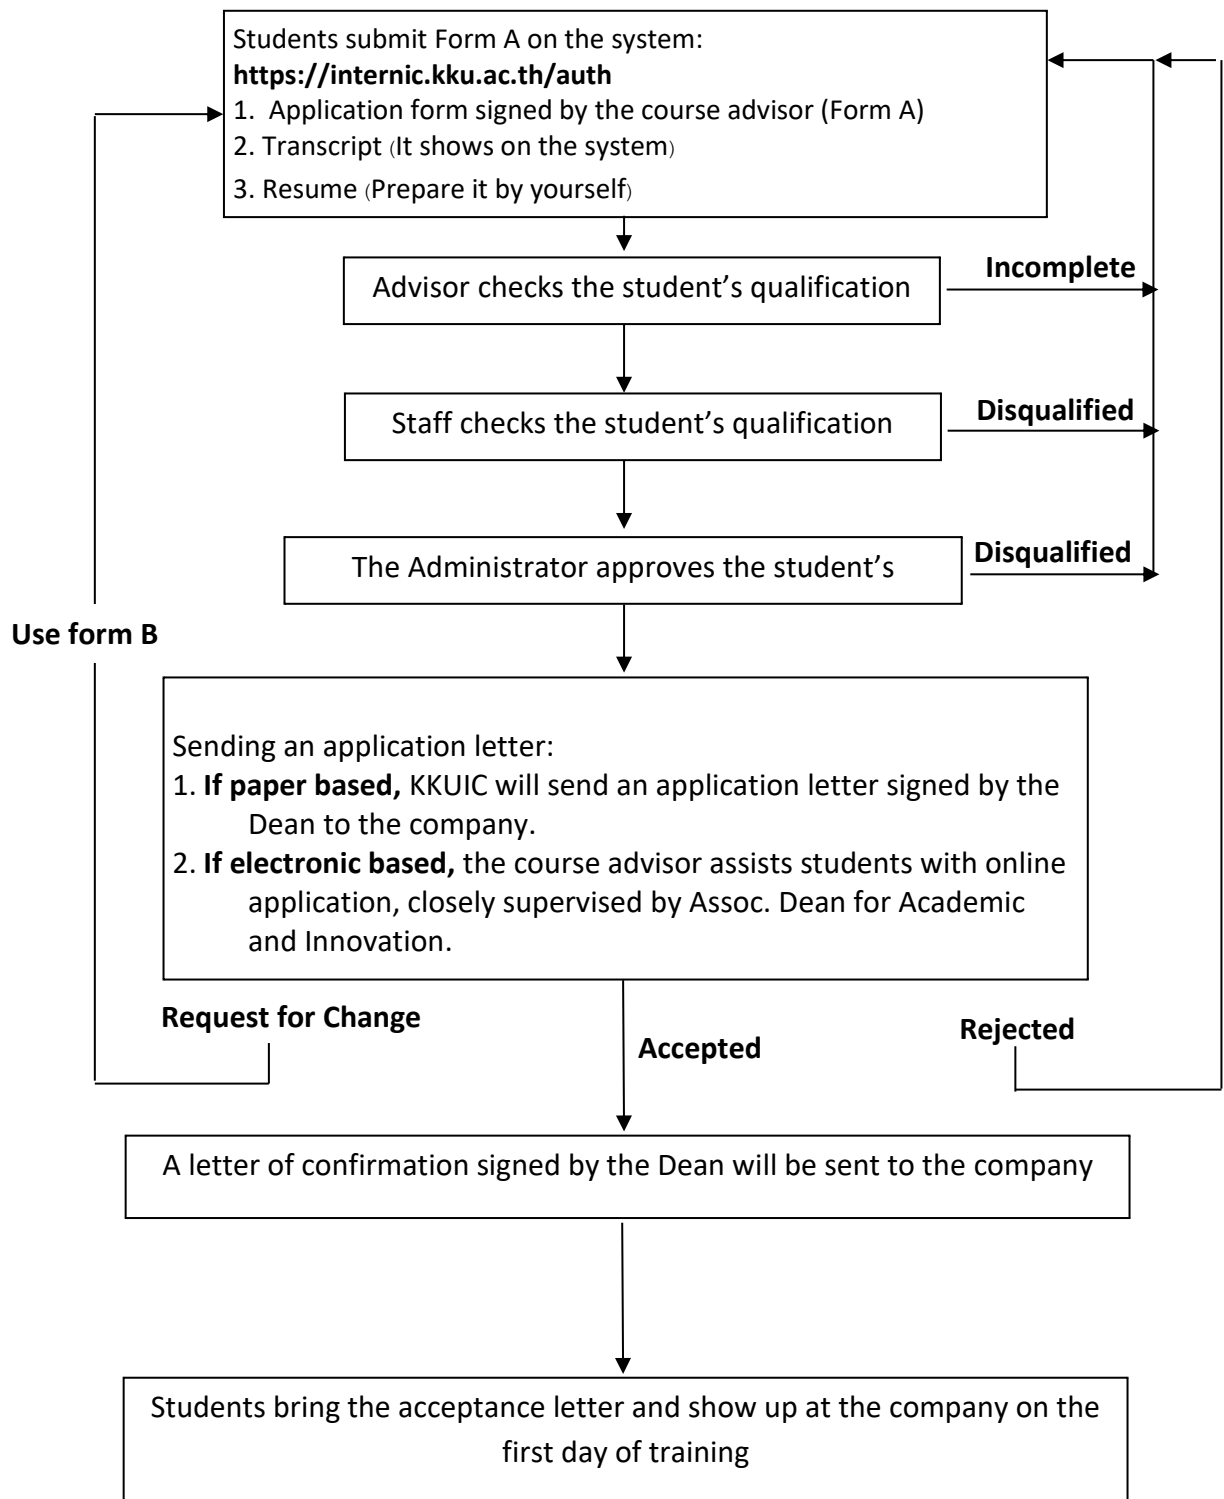 Students submit Form A on the system:
https://internic.kku.ac.th/auth
1. Application form signed by the course advisor (Form A)
2. Transcript (It shows on the system)
3. Resume (Prepare it by yourself)
Advisor checks the student’s qualification
Incomplete
Staff checks the student’s qualification
Disqualified
The Administrator approves the student’s
Disqualified
Use form B
Sending an application letter:
1. If paper based, KKUIC will send an application letter signed by the
Dean to the company.
2. If electronic based, the course advisor assists students with online
application, closely supervised by Assoc. Dean for Academic
and Innovation.
Request for Change
Accepted
Rejected
A letter of confirmation signed by the Dean will be sent to the company
Students bring the acceptance letter and show up at the company on the
first day of training